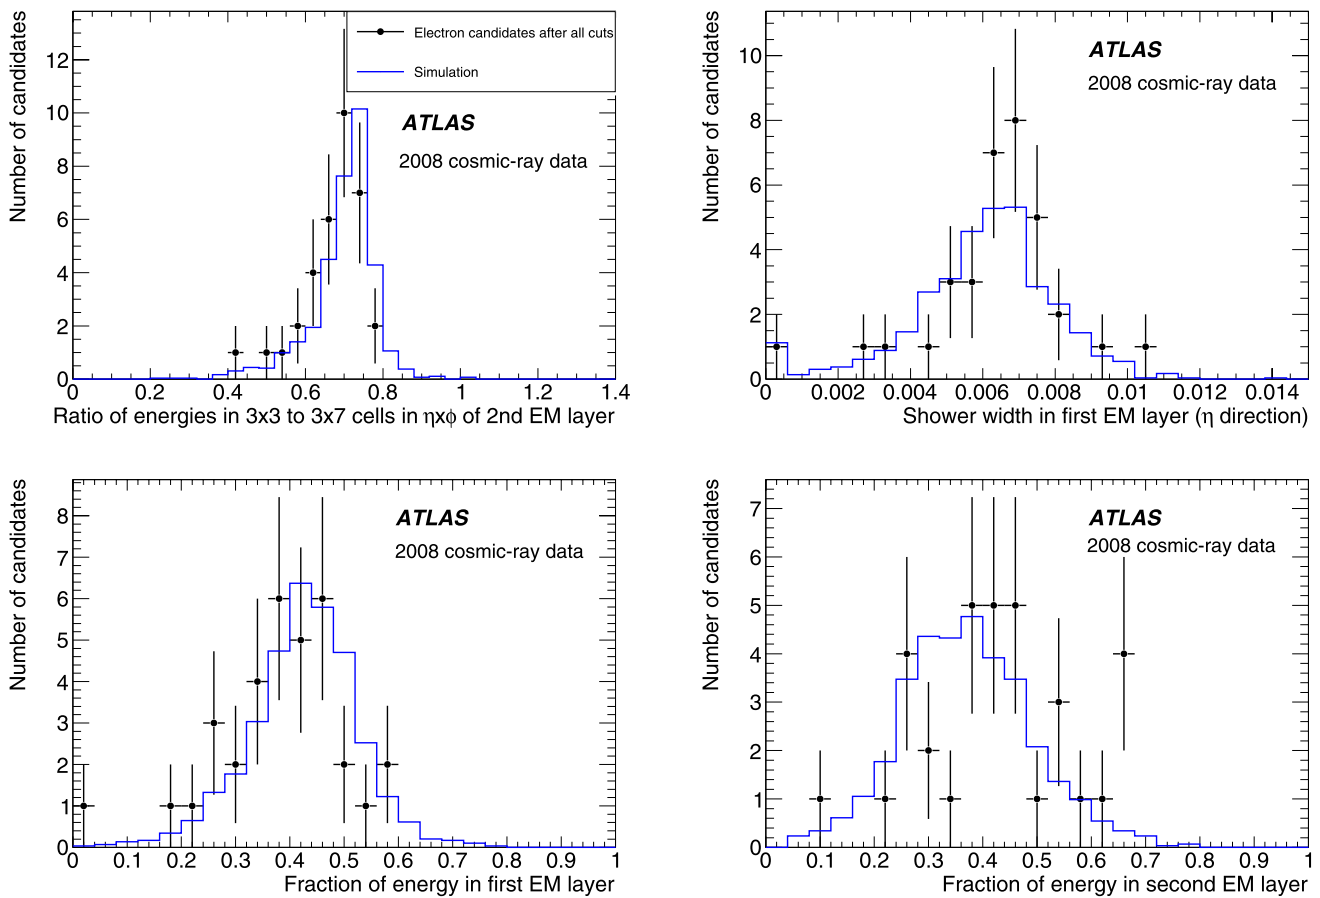 Number of candidates
12
10
8
6
4
2
0
Electron candidates after all cuts
Simulation
ATLAS
2008 cosmic-ray data
0 0.2 0.4 0.6 0.8 1 1.2 1.4
Ratio of energies in 3x3 to 3x7 cells in ηxϕ of 2nd EM layer
Number of candidates
10
8
6
4
2
0
ATLAS
2008 cosmic-ray data
0 0.002 0.004 0.006 0.008 0.01 0.012 0.014
Shower width in first EM layer (η direction)
Number of candidates
8
7
6
5
4
3
2
1
0
ATLAS
2008 cosmic-ray data
0 0.1 0.2 0.3 0.4 0.5 0.6 0.7 0.8 0.9 1
Fraction of energy in first EM layer
Number of candidates
7
6
5
4
3
2
1
0
ATLAS
2008 cosmic-ray data
0 0.1 0.2 0.3 0.4 0.5 0.6 0.7 0.8 0.9 1
Fraction of energy in second EM layer